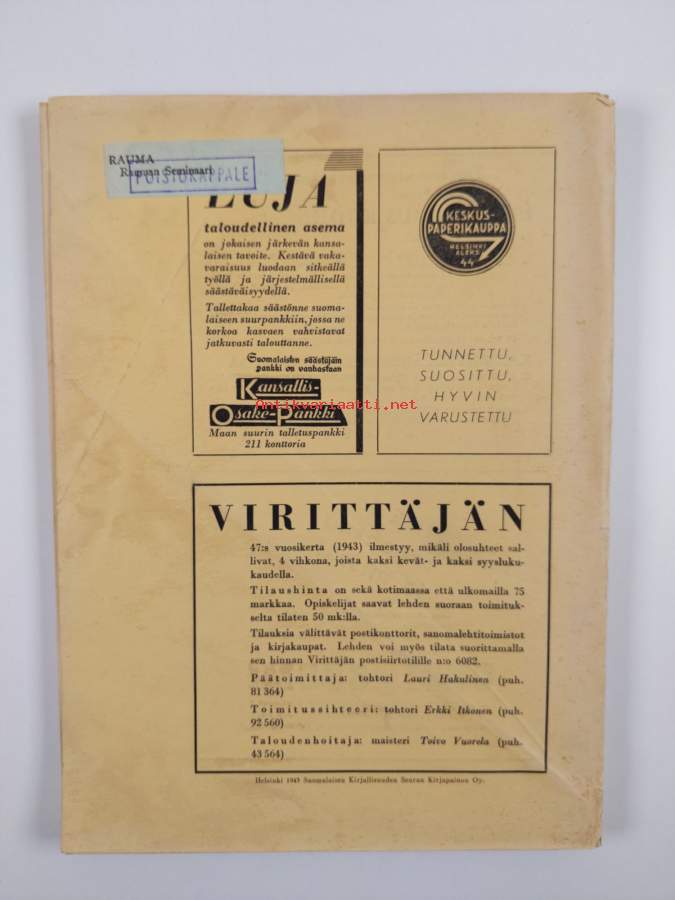 RAUMA
Rauman Seminaari
POISTOKAPPALE
LUJA
taloudellinen asema
on jokaisen järkevän kansa-
laisen tavoite. Kestävä vaka-
varaisuus luodaan sitkeällä
työllä ja järjestelmällisellä
säästäväisyydellä.
Tallettakaa säästönne suoma-
laiseen suurpankkiin, jossa ne
korkoa kasvaen vahvistavat
jatkuvasti talouttanne.
Suomalaisten säästäjäin
pankki on vanhastaan
Kansallis-
Osake-Pankki
Maan suurin talletuspankki
211 konttoria
KESKUS-
PAPERIKAUPPA
HELSINKI
ALEKS.
44
TUNNETTU,
SUOSITTU,
HYVIN
VARUSTETTU
Antikvariaatti.net
VIRITTÄJÄN
47:s vuosikerta (1943) ilmestyy, mikäli olosuhteet sal-
livat, 4 vihkona, joista kaksi kevät- ja kaksi syysluku-
kaudella.
Tilaushinta on sekä kotimaassa että ulkomailla 75
markkaa. Opiskelijat saavat lehden suoraan toimituk-
selta tilaten 50 mk:lla.
Tilauksia välittävät postikonttorit, sanomalehtitoimistot
ja kirjakaupat. Lehden voi myös tilata suorittamalla
sen hinnan Virittäjän postisiirtotilille n:o 6082.
Päätoimittaja: tohtori Lauri Hakulinen (puh.
81 364)
Toimitussihteeri: tohtori Erkki Itkonen (puh.
92 560)
Taloudenhoitaja: maisteri Toivo Vuorela (puh.
43 564)
Helsinki 1943 Suomalaisen Kirjallisuuden Seuran Kirjapainon Oy.